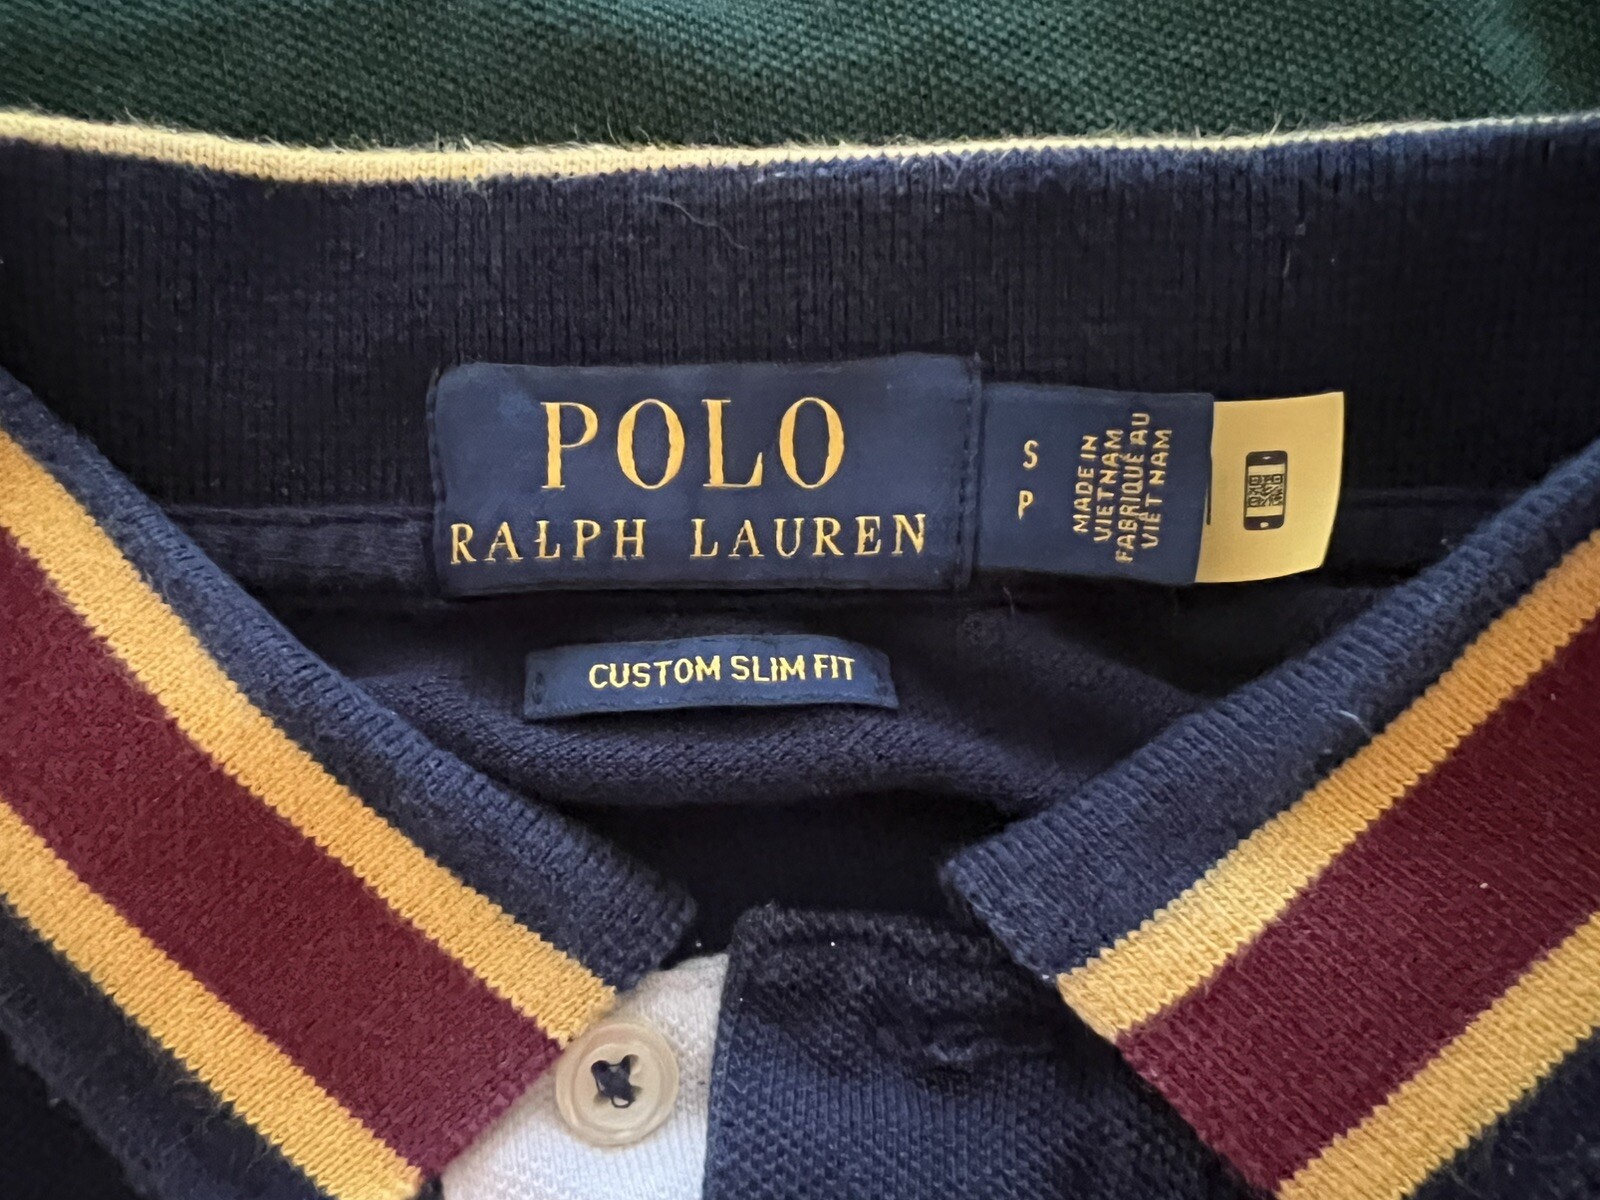 POLO
RALPH LAUREN
S
P
MADE IN
VIETNAM
FABRIQUÉ AU
VIÊT NAM
CUSTOM SLIM FIT